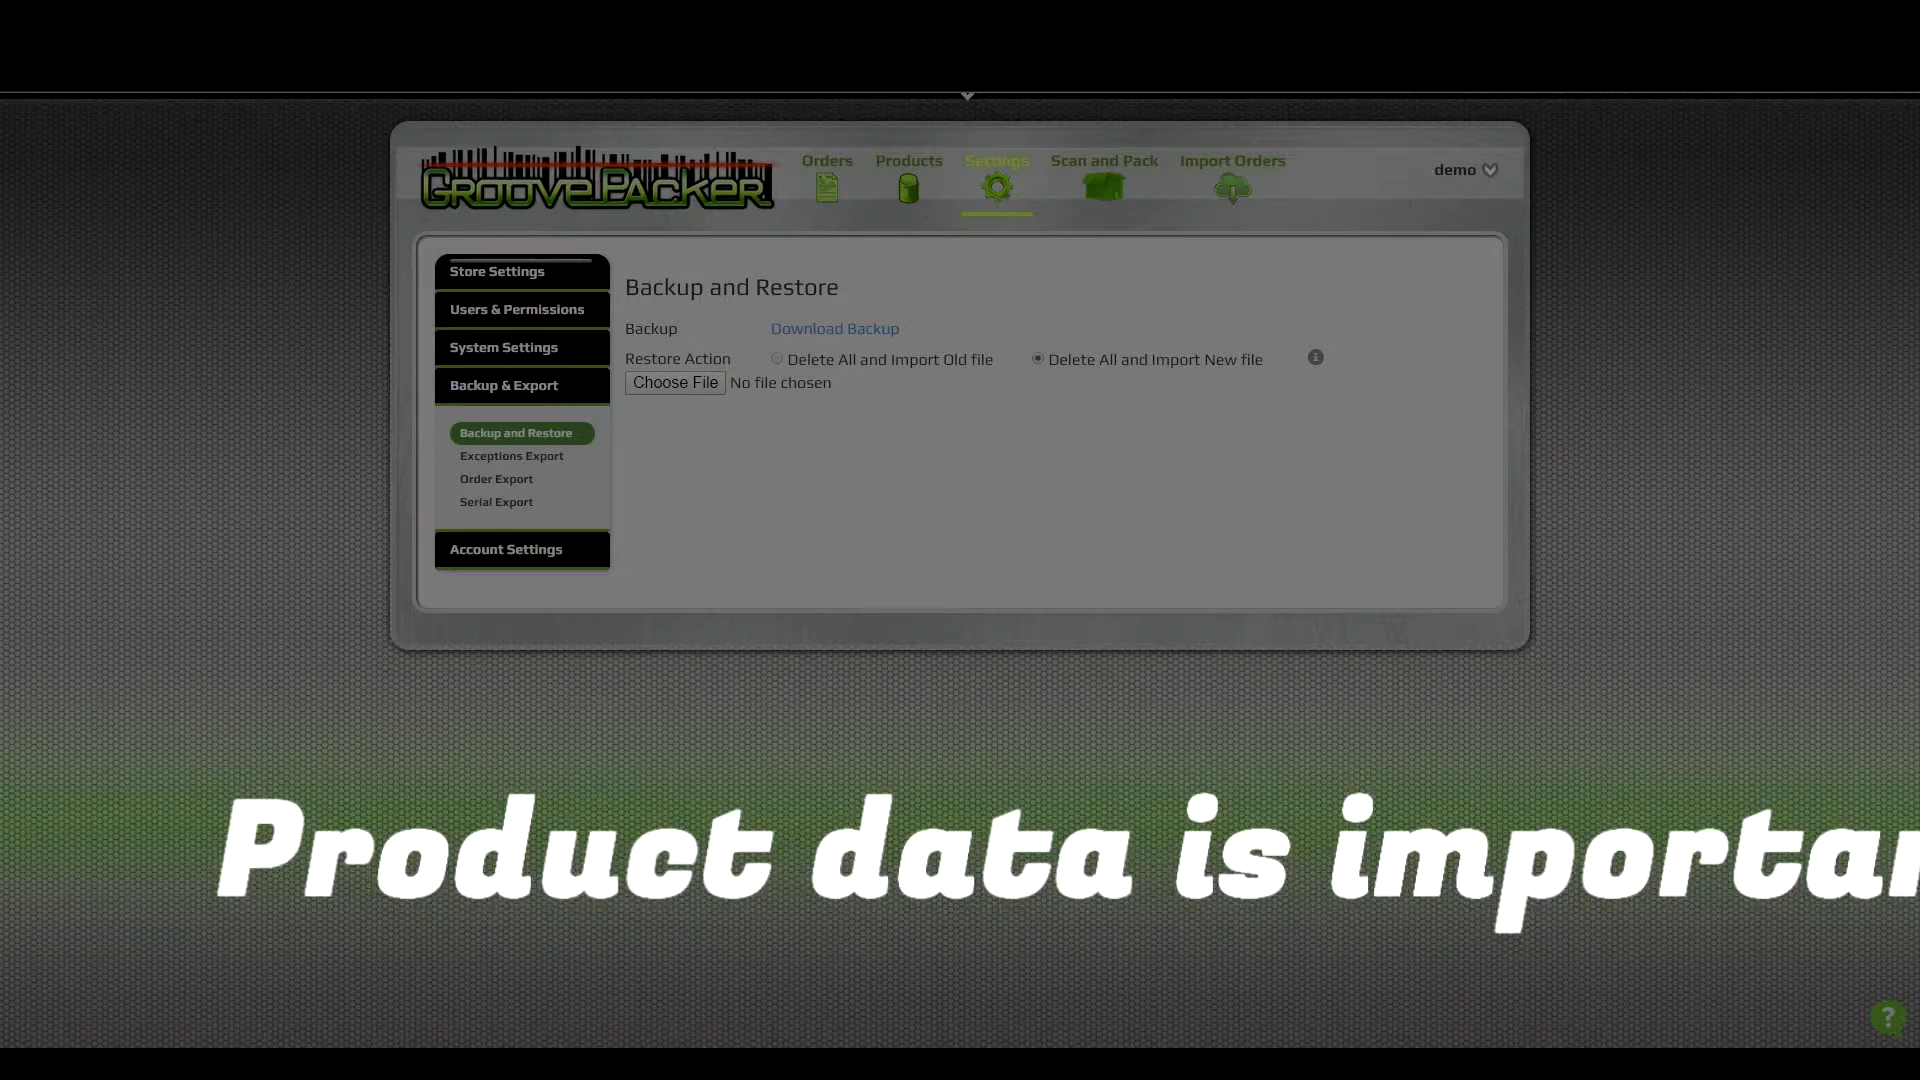 Orders Products Settings Scan and Pack Import Orders
GROOVEPACKER
demo
Store Settings
Users & Permissions
System Settings
Backup & Export
Backup and Restore
Exceptions Export
Order Export
Serial Export
Account Settings
Backup and Restore
Backup Download Backup
Restore Action Delete All and Import Old file Delete All and Import New file
Choose File No file chosen
Product data is importan
?